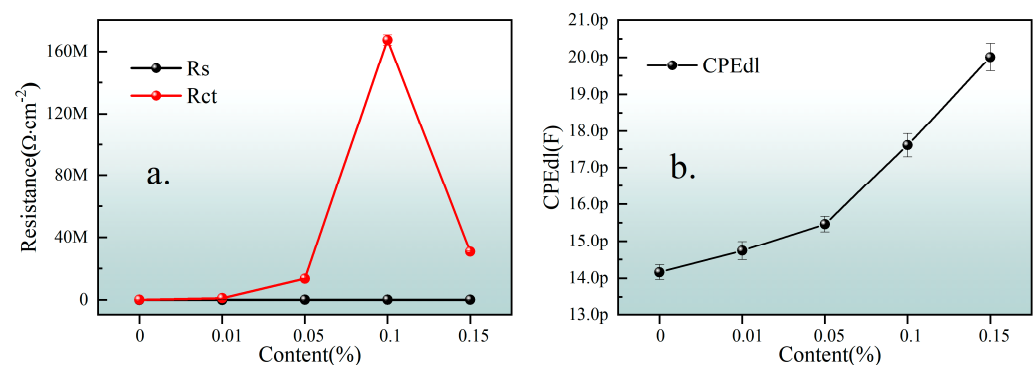 160M
120M
80M
40M
0
Resistance(Ω·cm⁻²)
Rs
Rct
a.
0 0.01 0.05 0.1 0.15
Content(%)
20.0p
19.0p
18.0p
17.0p
16.0p
15.0p
14.0p
13.0p
CPEdl(F)
CPEdl
b.
0 0.01 0.05 0.1 0.15
Content(%)